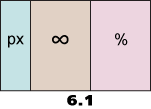 px ∞ %
6.1